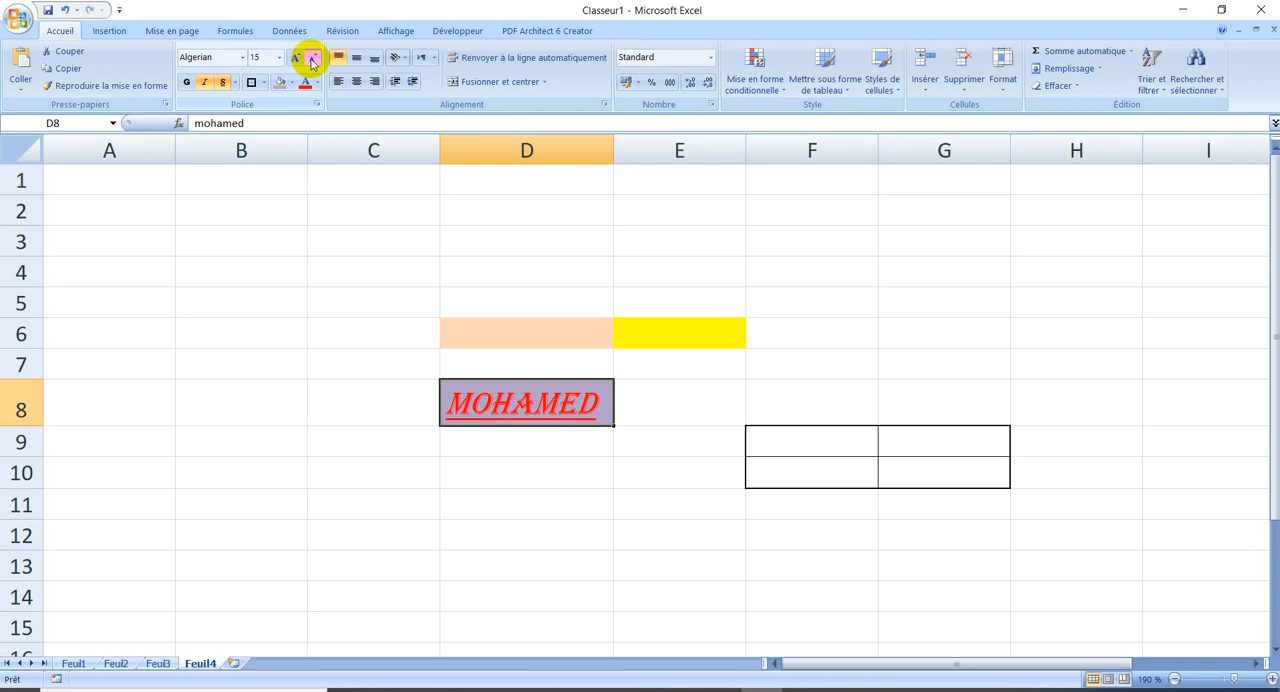 Classeur1 - Microsoft Excel
Accueil Insertion Mise en page Formules Données Révision Affichage Développeur PDF Architect 6 Creator
Coller
Couper
Copier
Reproduire la mise en forme
Presse-papiers
Algerian 15
G I S
Police
Renvoyer à la ligne automatiquement
Fusionner et centrer
Alignement
Standard
% 000
Nombre
Mise en forme conditionnelle
Mettre sous forme de tableau
Styles de cellules
Style
Insérer Supprimer Format
Cellules
Somme automatique
Remplissage
Effacer
Trier et filtrer
Rechercher et sélectionner
Édition
D8 fx mohamed
A B C D E F G H I
1
2
3
4
5
6
7
8 MOHAMED
9
10
11
12
13
14
15
16
Feuil1 Feuil2 Feuil3 Feuil4
Prêt 190 %